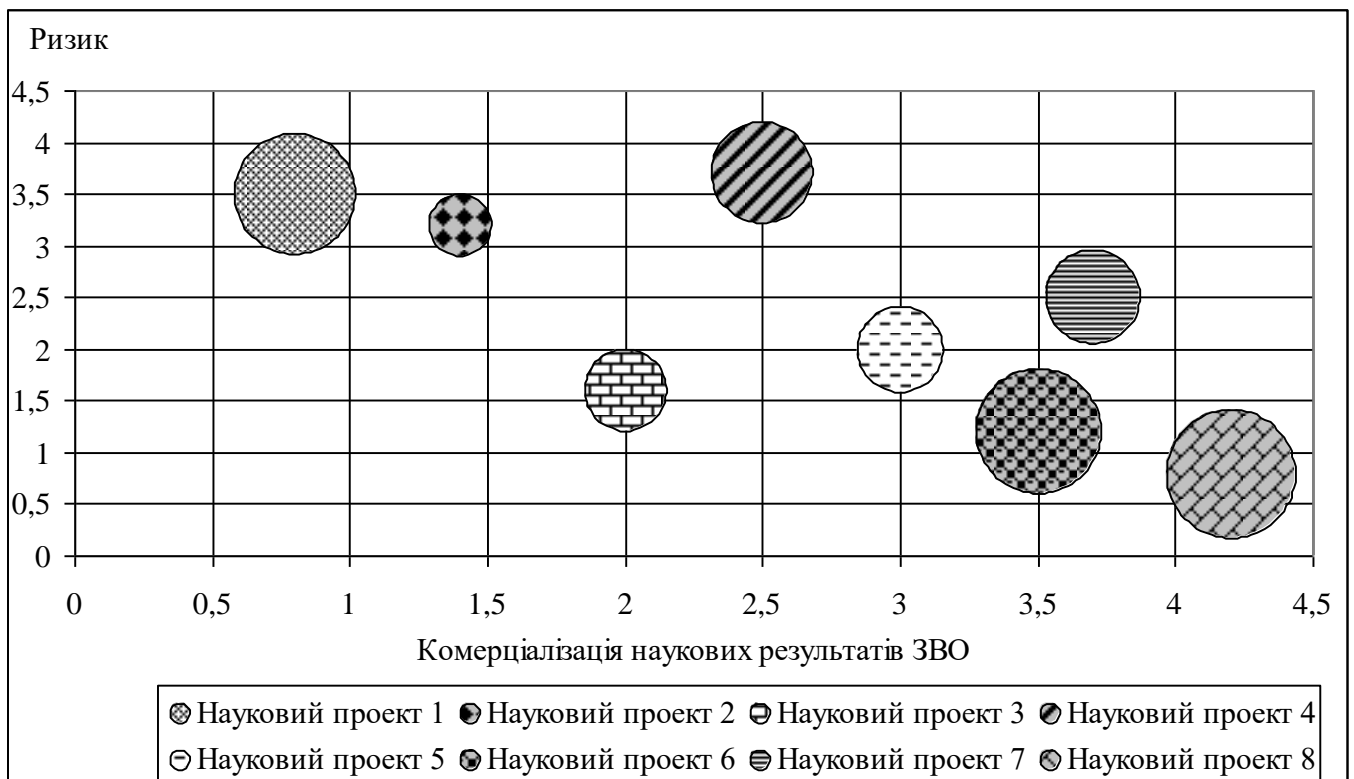 Ризик
4,5
4
3,5
3
2,5
2
1,5
1
0,5
0
0 0,5 1 1,5 2 2,5 3 3,5 4 4,5
Комерціалізація наукових результатів ЗВО
Науковий проект 1 Науковий проект 2 Науковий проект 3 Науковий проект 4
Науковий проект 5 Науковий проект 6 Науковий проект 7 Науковий проект 8